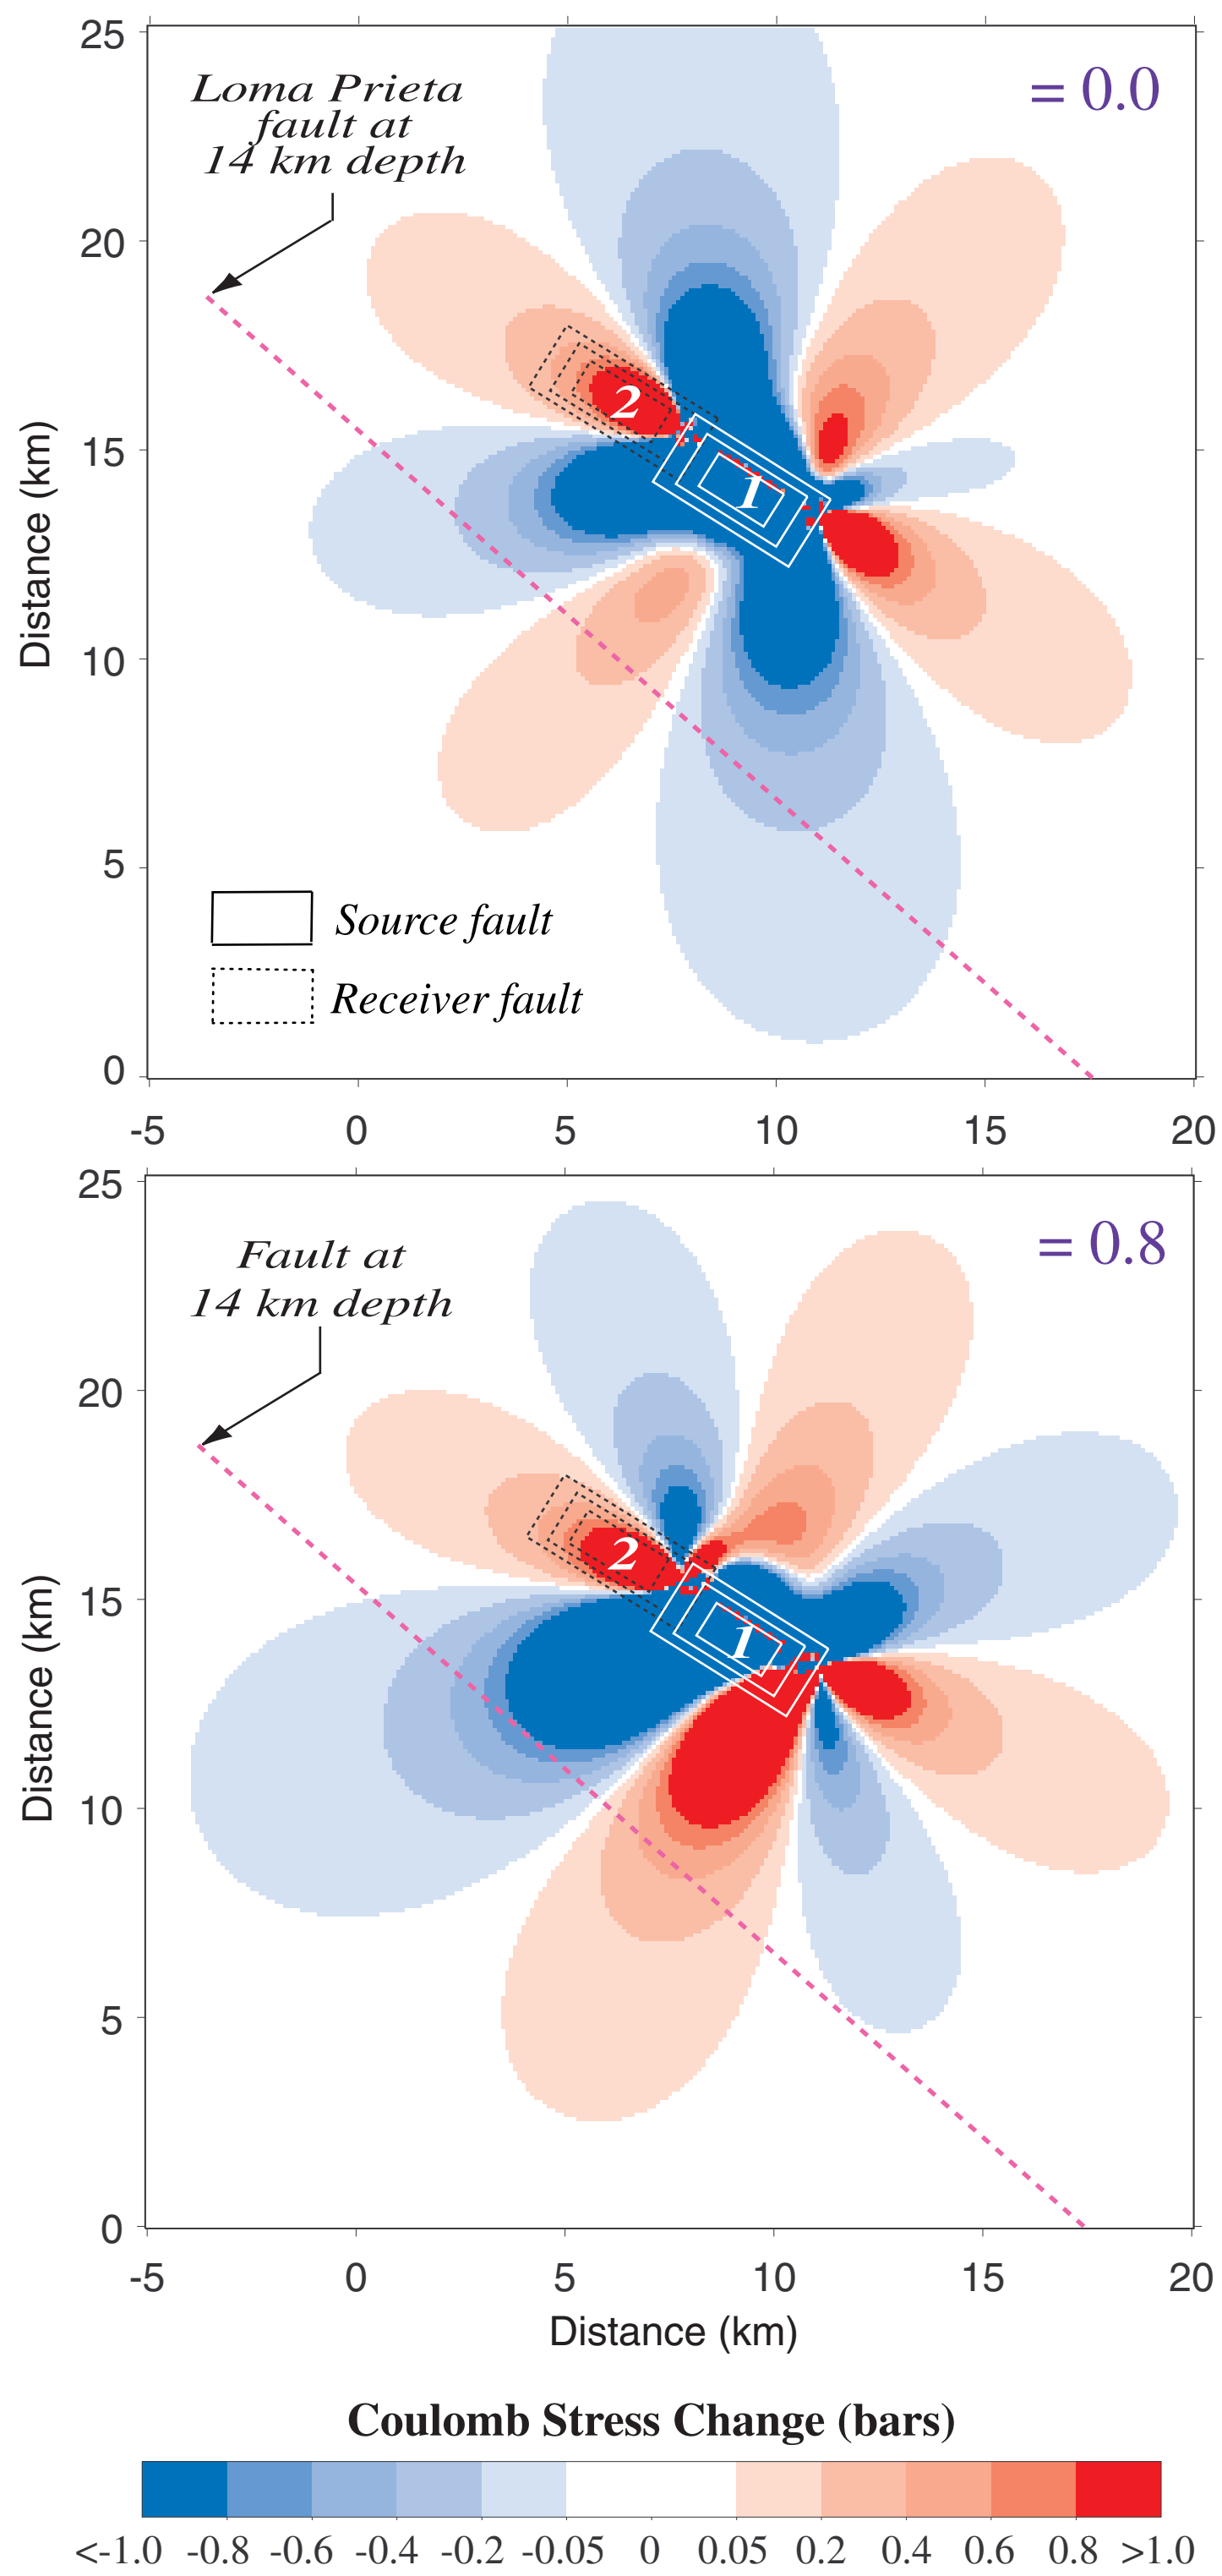 25
Loma Prieta
fault at
14 km depth
= 0.0
20
2
15
1
Distance (km)
10
5
Source fault
Receiver fault
0
-5 0 5 10 15 20
25
Fault at
14 km depth
= 0.8
20
2
15
1
Distance (km)
10
5
0
-5 0 5 10 15 20
Distance (km)
Coulomb Stress Change (bars)
<-1.0 -0.8 -0.6 -0.4 -0.2 -0.05 0 0.05 0.2 0.4 0.6 0.8 >1.0